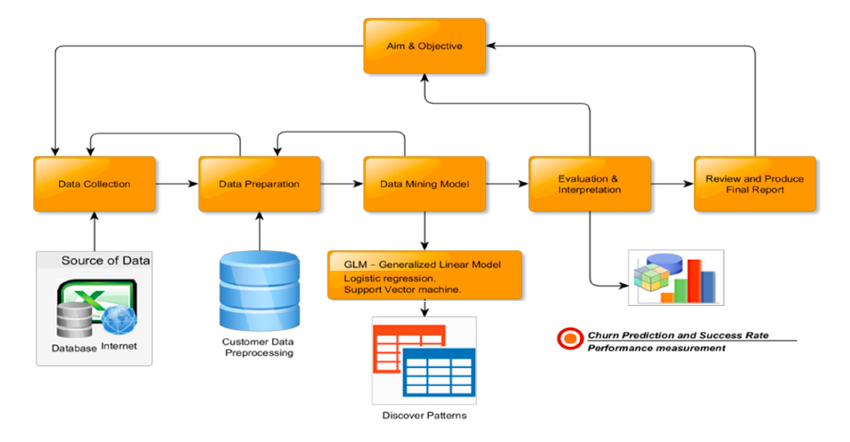 Aim & Objective
Data Collection
Data Preparation
Data Mining Model
Evaluation &
Interpretation
Review and Produce
Final Report
Source of Data
Database
Internet
Customer Data
Preprocessing
GLM – Generalized Linear Model
Logistic regression.
Support Vector machine.
Discover Patterns
Churn Prediction and Success Rate
Performance measurement